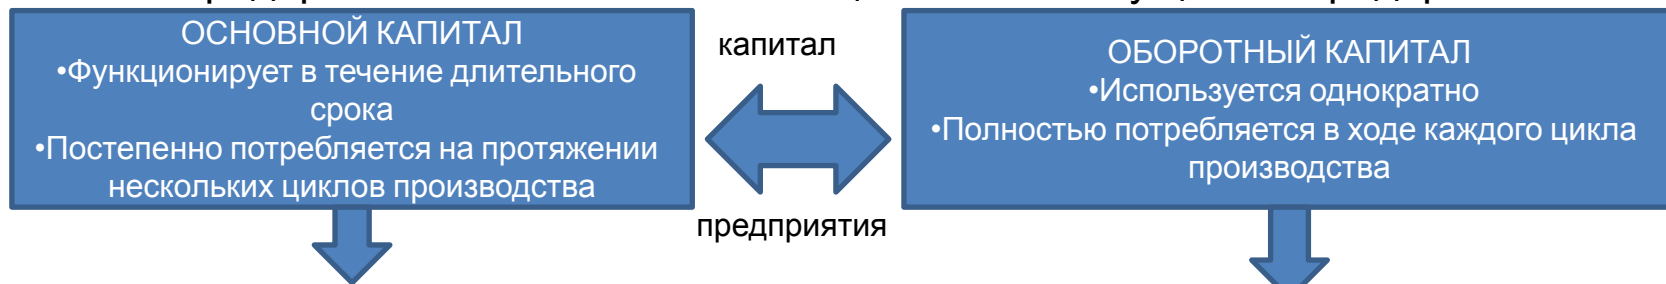 ОСНОВНОЙ КАПИТАЛ
•Функционирует в течение длительного
срока
•Постепенно потребляется на протяжении
нескольких циклов производства
капитал
предприятия
ОБОРОТНЫЙ КАПИТАЛ
•Используется однократно
•Полностью потребляется в ходе каждого цикла
производства